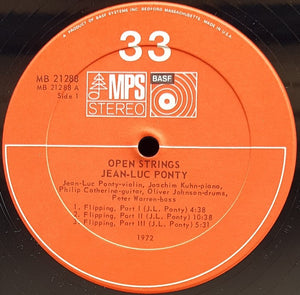 A PRODUCT OF BASF SYSTEMS INC. BEDFORD MASSACHUSETTS. MADE IN U.S.A.
33
MB 21288
MB 21288 A
Side 1
MPS
STEREO
BASF
OPEN STRINGS
JEAN-LUC PONTY
Jean-Luc Ponty-violin, Joachim Kuhn-piano,
Philip Catherine-guitar, Oliver Johnson-drums,
Peter Warren-bass
1. Flipping, Part I (J.L. Ponty) 4:38
2. Flipping, Part II (J.L. Ponty) 10:38
3. Flipping, Part III (J.L. Ponty) 5:31
1972